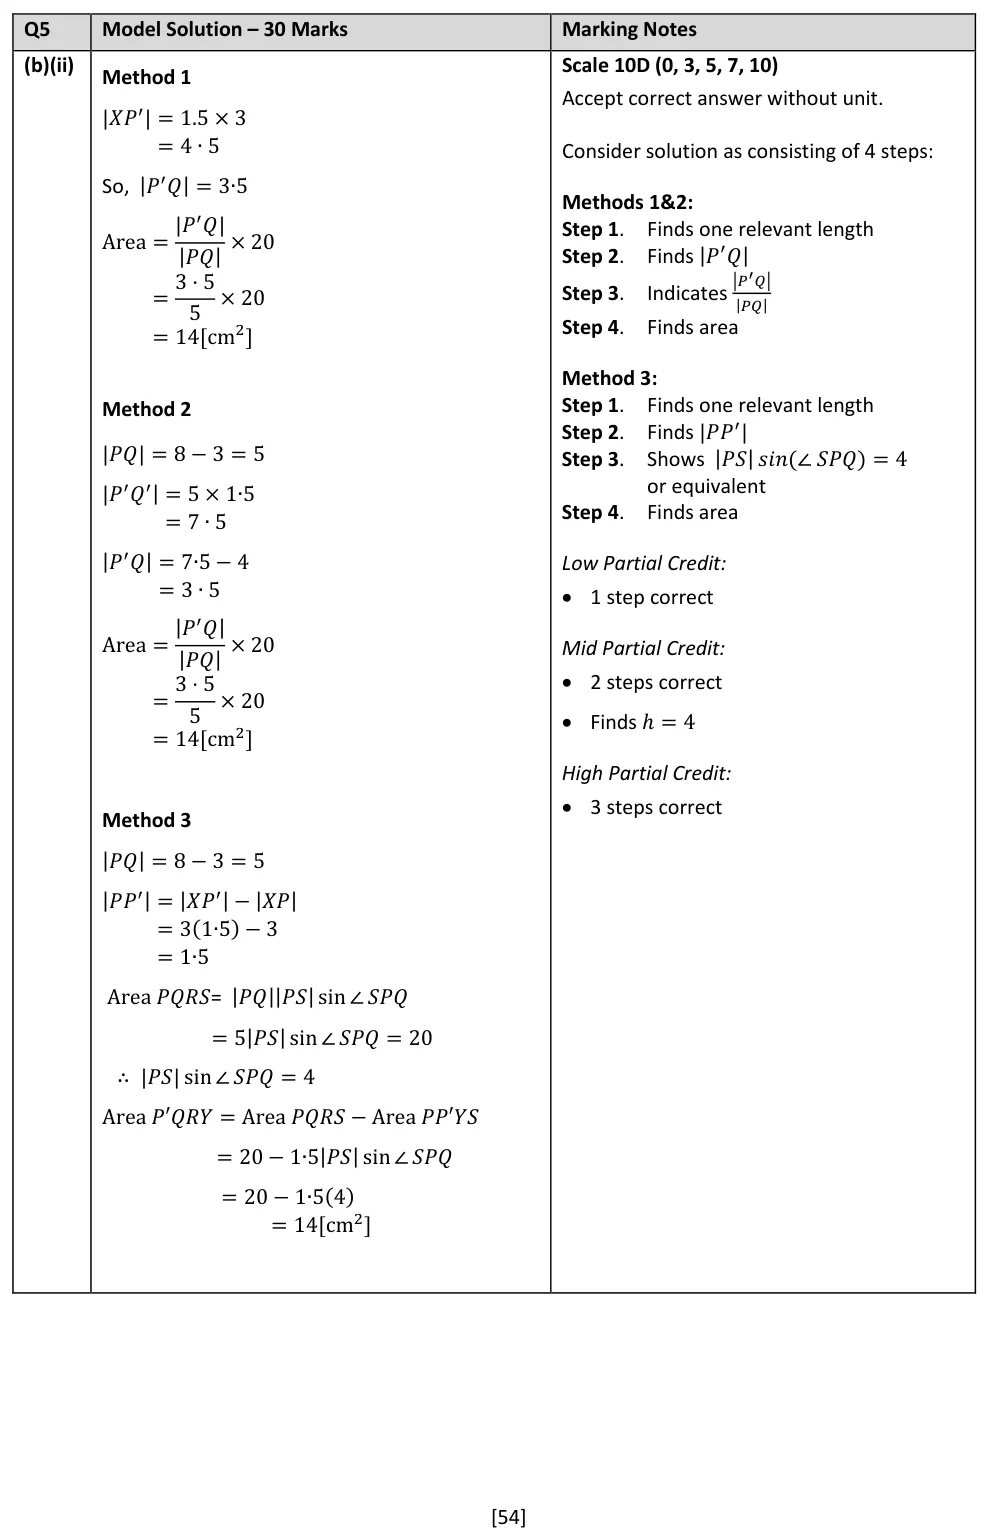 Q5 Model Solution – 30 Marks Marking Notes
(b)(ii)
Method 1
|XP′| = 1.5 × 3
= 4 · 5
So, |P′Q| = 3·5
Area = |P′Q|/|PQ| × 20
= 3 · 5/5 × 20
= 14[cm²]
Method 2
|PQ| = 8 − 3 = 5
|P′Q′| = 5 × 1·5
= 7 · 5
|P′Q| = 7·5 − 4
= 3 · 5
Area = |P′Q|/|PQ| × 20
= 3 · 5/5 × 20
= 14[cm²]
Method 3
|PQ| = 8 − 3 = 5
|PP′| = |XP′| − |XP|
= 3(1·5) − 3
= 1·5
Area PQRS= |PQ||PS| sin ∠ SPQ
= 5|PS| sin ∠ SPQ = 20
∴ |PS| sin ∠ SPQ = 4
Area P′QRY = Area PQRS − Area PP′YS
= 20 − 1·5|PS| sin ∠ SPQ
= 20 − 1·5(4)
= 14[cm²]
Scale 10D (0, 3, 5, 7, 10)
Accept correct answer without unit.
Consider solution as consisting of 4 steps:
Methods 1&2:
Step 1. Finds one relevant length
Step 2. Finds |P′Q|
Step 3. Indicates |P′Q|/|PQ|
Step 4. Finds area
Method 3:
Step 1. Finds one relevant length
Step 2. Finds |PP′|
Step 3. Shows |PS| sin(∠ SPQ) = 4
or equivalent
Step 4. Finds area
Low Partial Credit:
• 1 step correct
Mid Partial Credit:
• 2 steps correct
• Finds h = 4
High Partial Credit:
• 3 steps correct
[54]